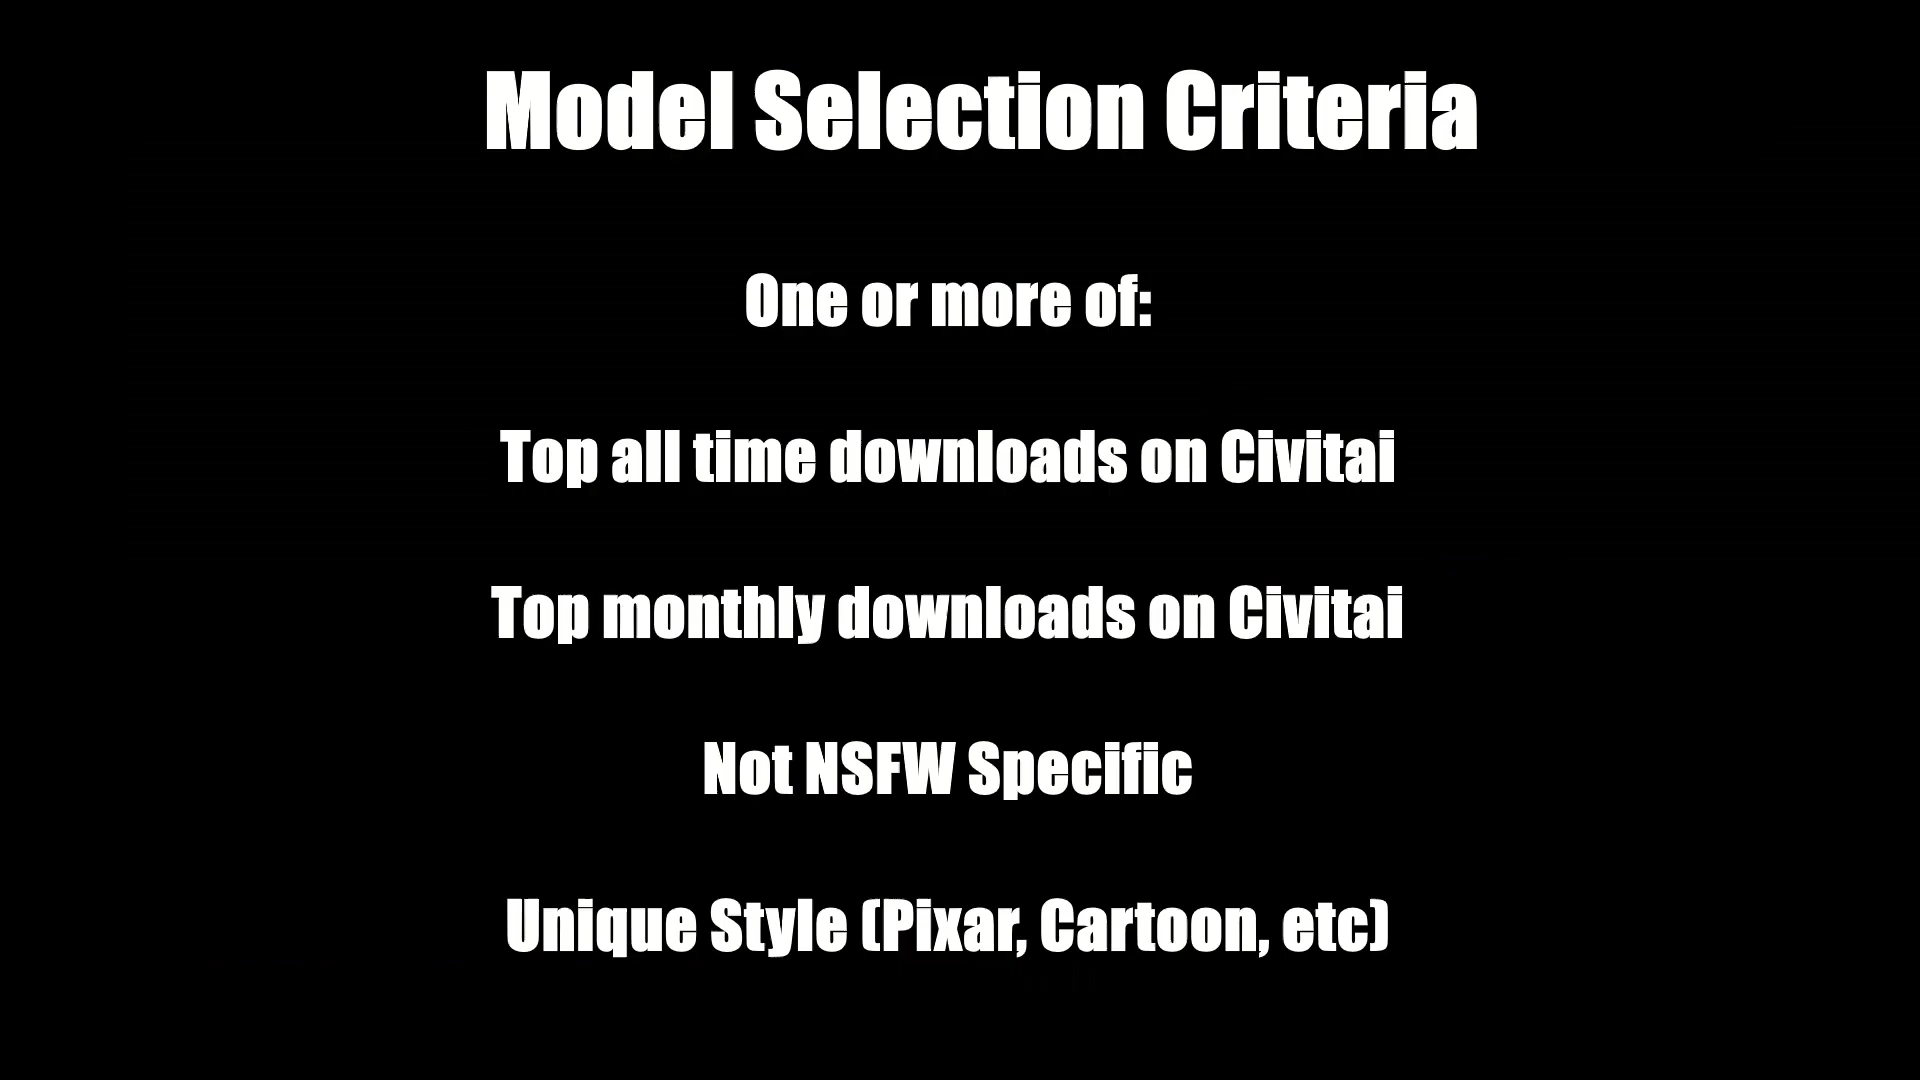 Model Selection Criteria
One or more of:
Top all time downloads on Civitai
Top monthly downloads on Civitai
Not NSFW Specific
Unique Style (Pixar, Cartoon, etc)